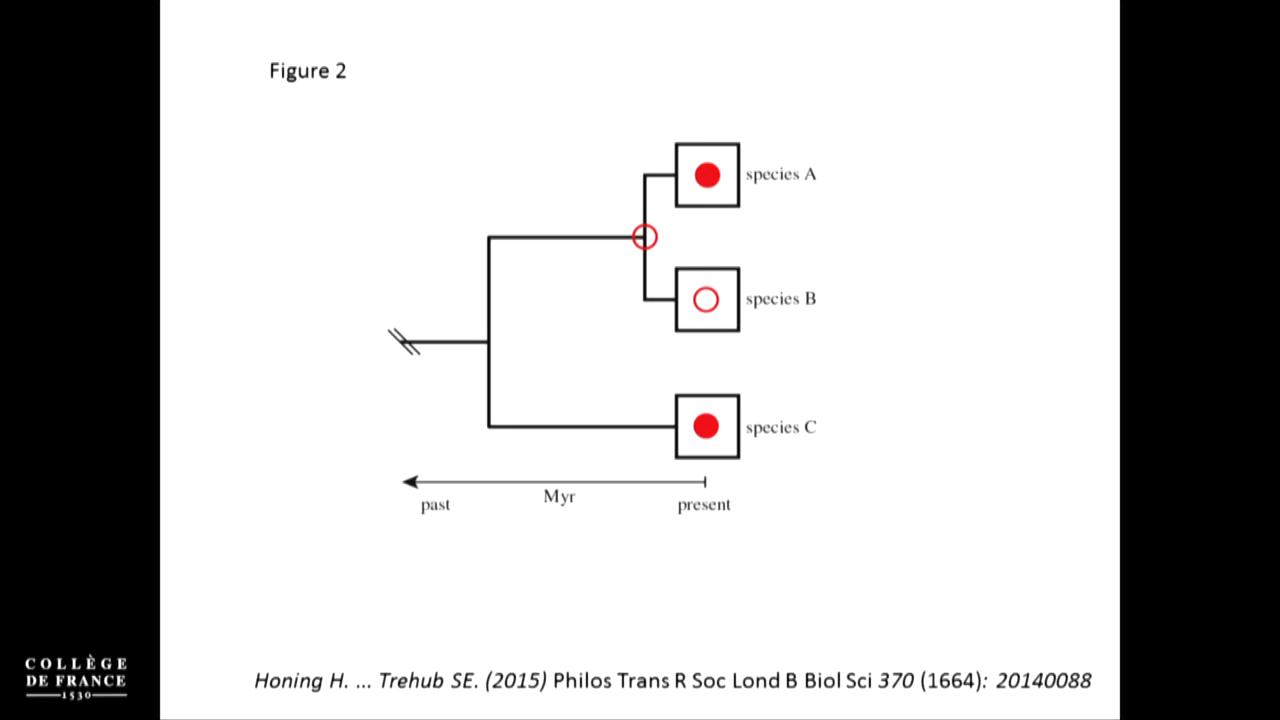 Figure 2
species A
species B
species C
Myr
past
present
COLLÈGE
DE FRANCE
1530
Honing H. ... Trehub SE. (2015) Philos Trans R Soc Lond B Biol Sci 370 (1664): 20140088